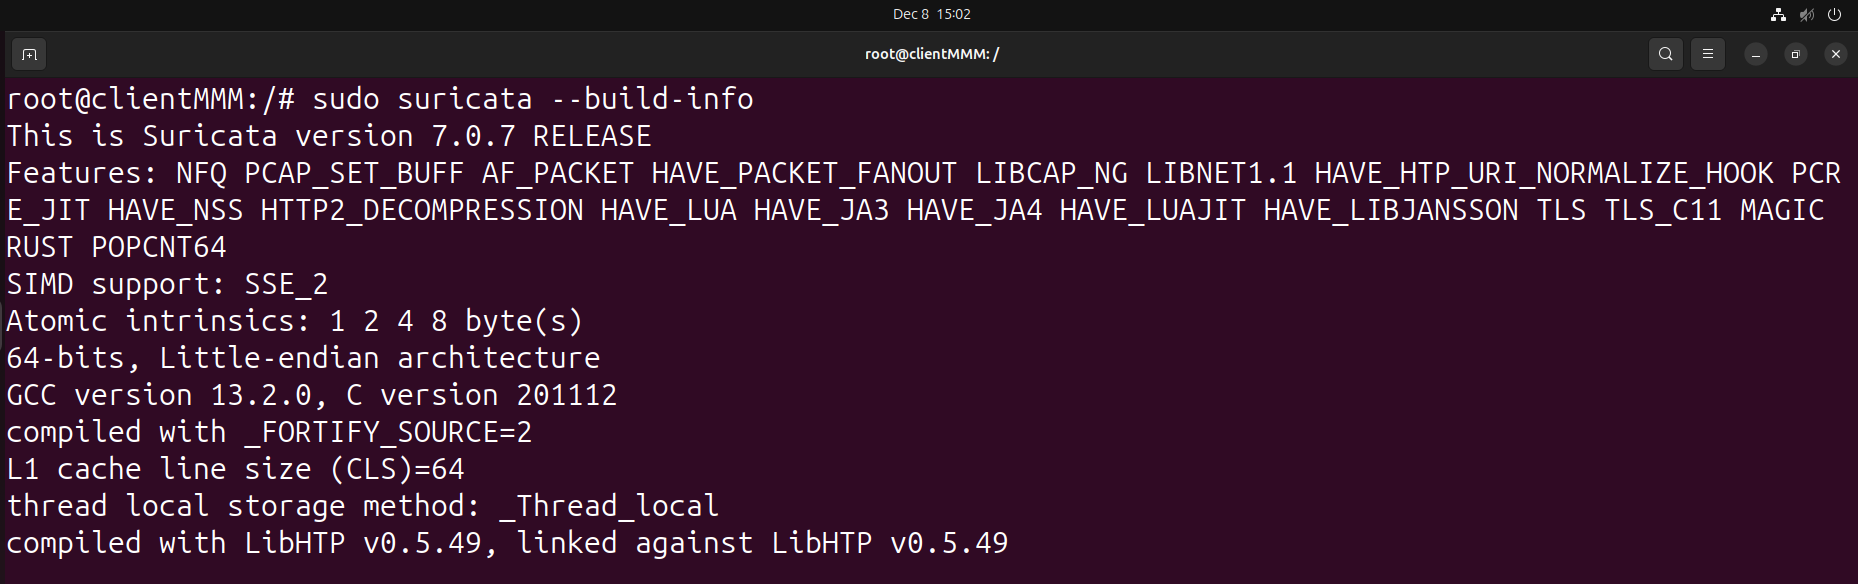 Dec 8 15:02
root@clientMMM: /
root@clientMMM:/# sudo suricata --build-info
This is Suricata version 7.0.7 RELEASE
Features: NFQ PCAP_SET_BUFF AF_PACKET HAVE_PACKET_FANOUT LIBCAP_NG LIBNET1.1 HAVE_HTP_URI_NORMALIZE_HOOK PCR
E_JIT HAVE_NSS HTTP2_DECOMPRESSION HAVE_LUA HAVE_JA3 HAVE_JA4 HAVE_LUAJIT HAVE_LIBJANSSON TLS TLS_C11 MAGIC
RUST POPCNT64
SIMD support: SSE_2
Atomic intrinsics: 1 2 4 8 byte(s)
64-bits, Little-endian architecture
GCC version 13.2.0, C version 201112
compiled with _FORTIFY_SOURCE=2
L1 cache line size (CLS)=64
thread local storage method: _Thread_local
compiled with LibHTP v0.5.49, linked against LibHTP v0.5.49